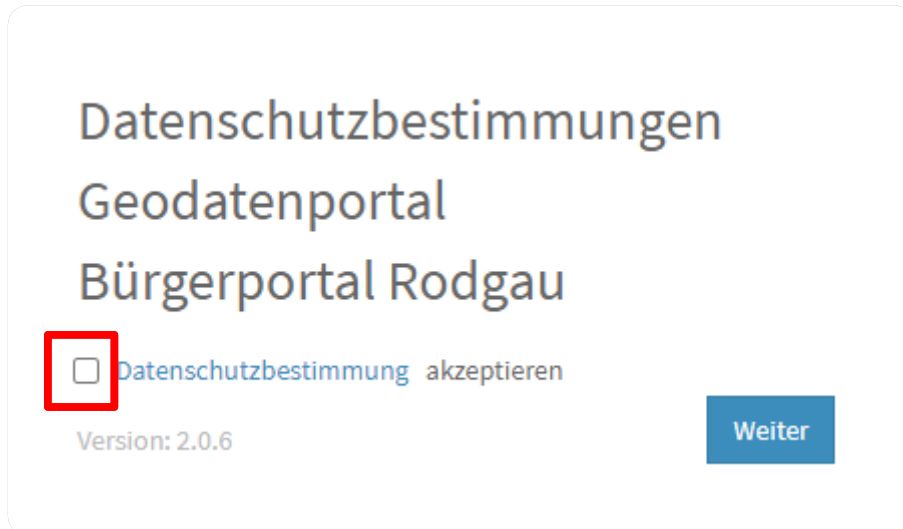 Datenschutzbestimmungen
Geodatenportal
Bürgerportal Rodgau
Datenschutzbestimmung akzeptieren
Version: 2.0.6
Weiter